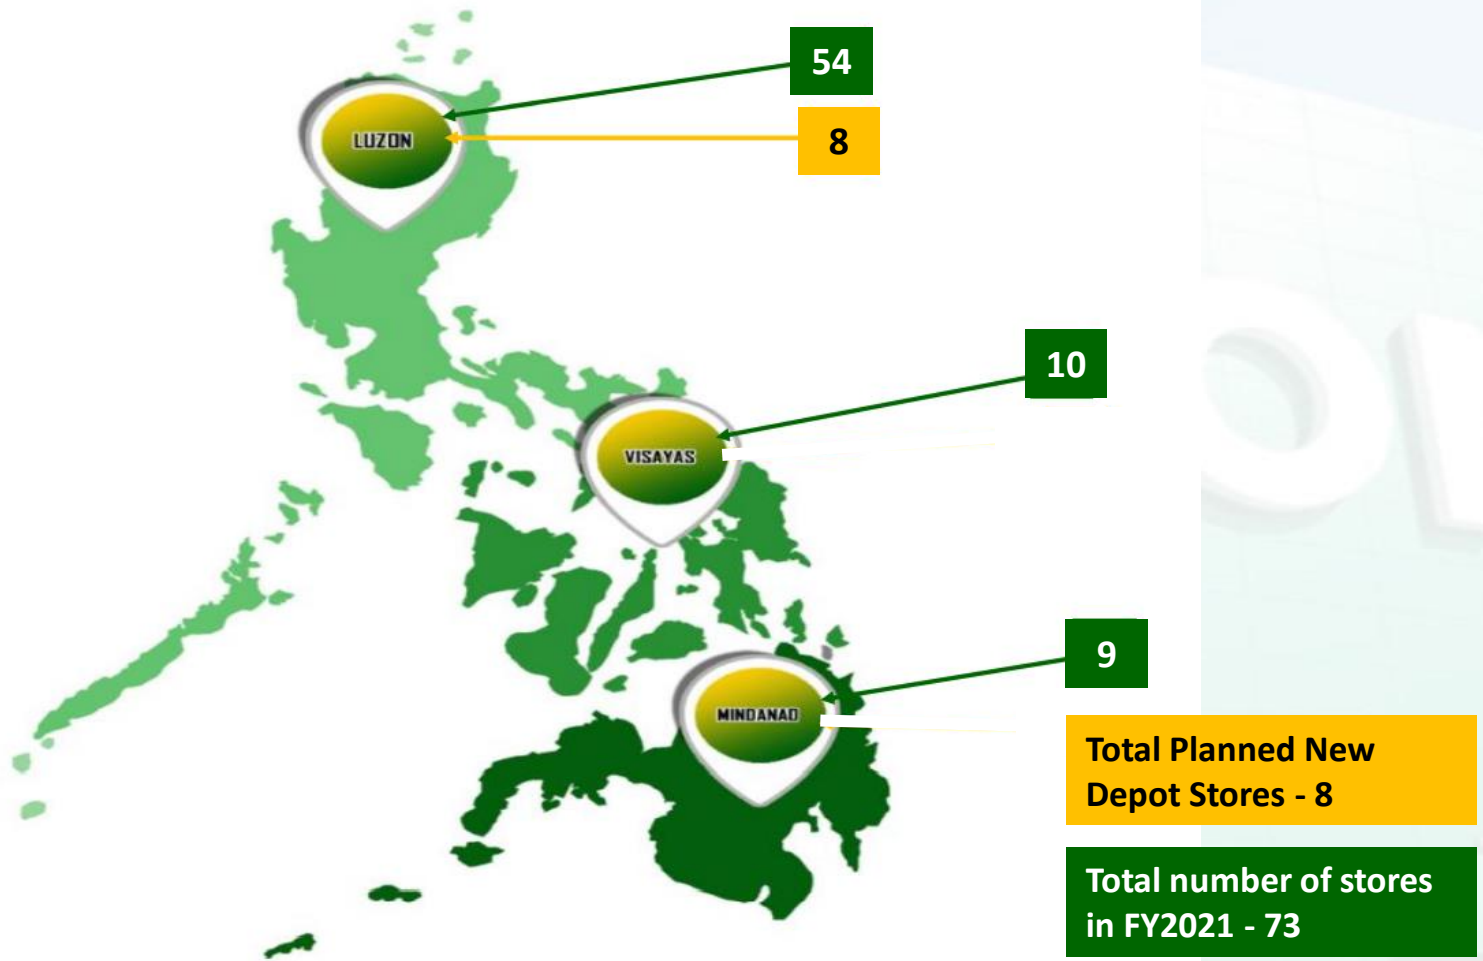 54
8
LUZON
10
VISAYAS
9
MINDANAO
Total Planned New
Depot Stores - 8
Total number of stores
in FY2021 - 73